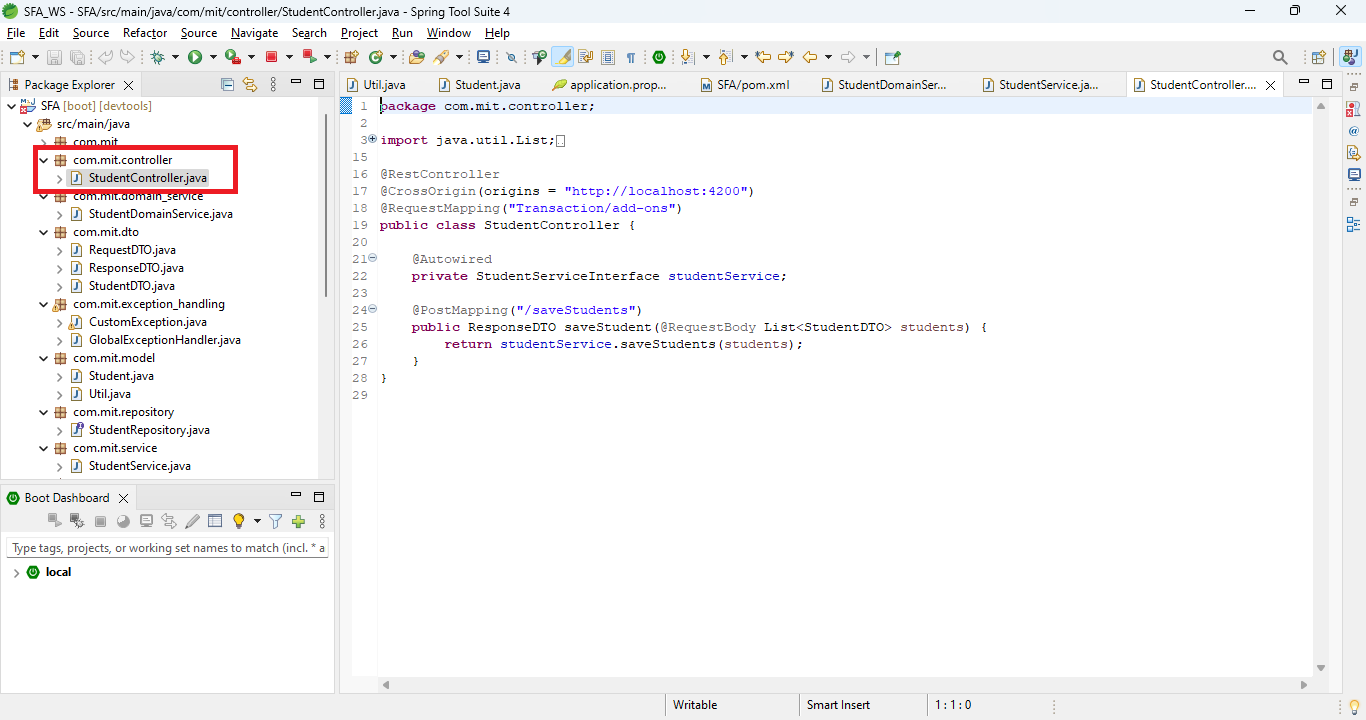 SFA_WS - SFA/src/main/java/com/mit/controller/StudentController.java - Spring Tool Suite 4
File Edit Source Refactor Source Navigate Search Project Run Window Help
Package Explorer
SFA [boot] [devtools]
src/main/java
com.mit
com.mit.controller
StudentController.java
com.mit.domain_service
StudentDomainService.java
com.mit.dto
RequestDTO.java
ResponseDTO.java
StudentDTO.java
com.mit.exception_handling
CustomException.java
GlobalExceptionHandler.java
com.mit.model
Student.java
Util.java
com.mit.repository
StudentRepository.java
com.mit.service
StudentService.java
Boot Dashboard
Type tags, projects, or working set names to match (incl. * a
local
Util.java Student.java application.prop... SFA/pom.xml StudentDomainSer... StudentService.ja... StudentController....
1 package com.mit.controller;
2
3 import java.util.List;
15
16 @RestController
17 @CrossOrigin(origins = "http://localhost:4200")
18 @RequestMapping("Transaction/add-ons")
19 public class StudentController {
20
21 @Autowired
22 private StudentServiceInterface studentService;
23
24 @PostMapping("/saveStudents")
25 public ResponseDTO saveStudent(@RequestBody List<StudentDTO> students) {
26 return studentService.saveStudents(students);
27 }
28 }
29
Writable Smart Insert 1 : 1 : 0